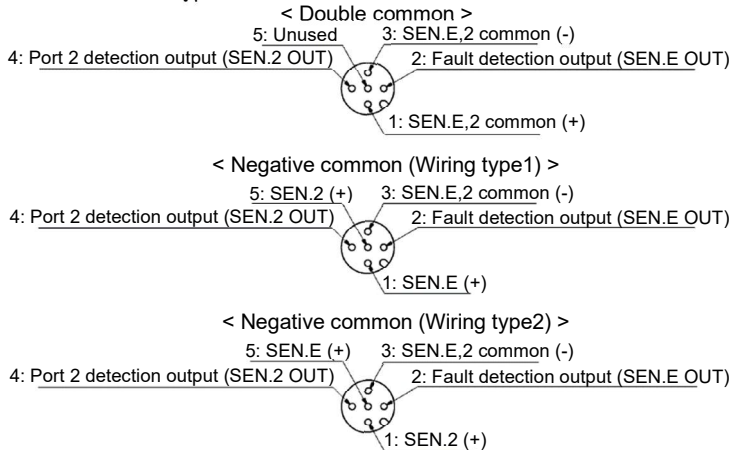 < Double common >
5: Unused 3: SEN.E,2 common (-)
4: Port 2 detection output (SEN.2 OUT) 2: Fault detection output (SEN.E OUT)
1: SEN.E,2 common (+)
< Negative common (Wiring type1) >
5: SEN.2 (+) 3: SEN.E,2 common (-)
4: Port 2 detection output (SEN.2 OUT) 2: Fault detection output (SEN.E OUT)
1: SEN.E (+)
< Negative common (Wiring type2) >
5: SEN.E (+) 3: SEN.E,2 common (-)
4: Port 2 detection output (SEN.2 OUT) 2: Fault detection output (SEN.E OUT)
1: SEN.2 (+)